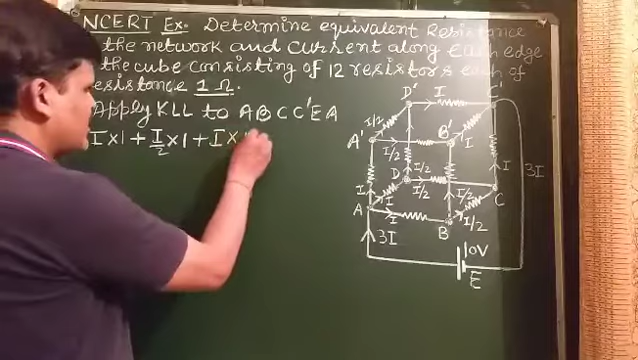 NCERT Ex:- Determine equivalent Resistance
the network and current along each edge
the cube consisting of 12 resistors each of
resistance 1 Ω.
Apply KLL to ABCC'EA
I×1 + I/2 ×1 + I×
D' I C'
I/2
A' B' I
I/2 I/2
D I/2 I 3I
I I I/2 C
A I B I/2
3I
10V
E